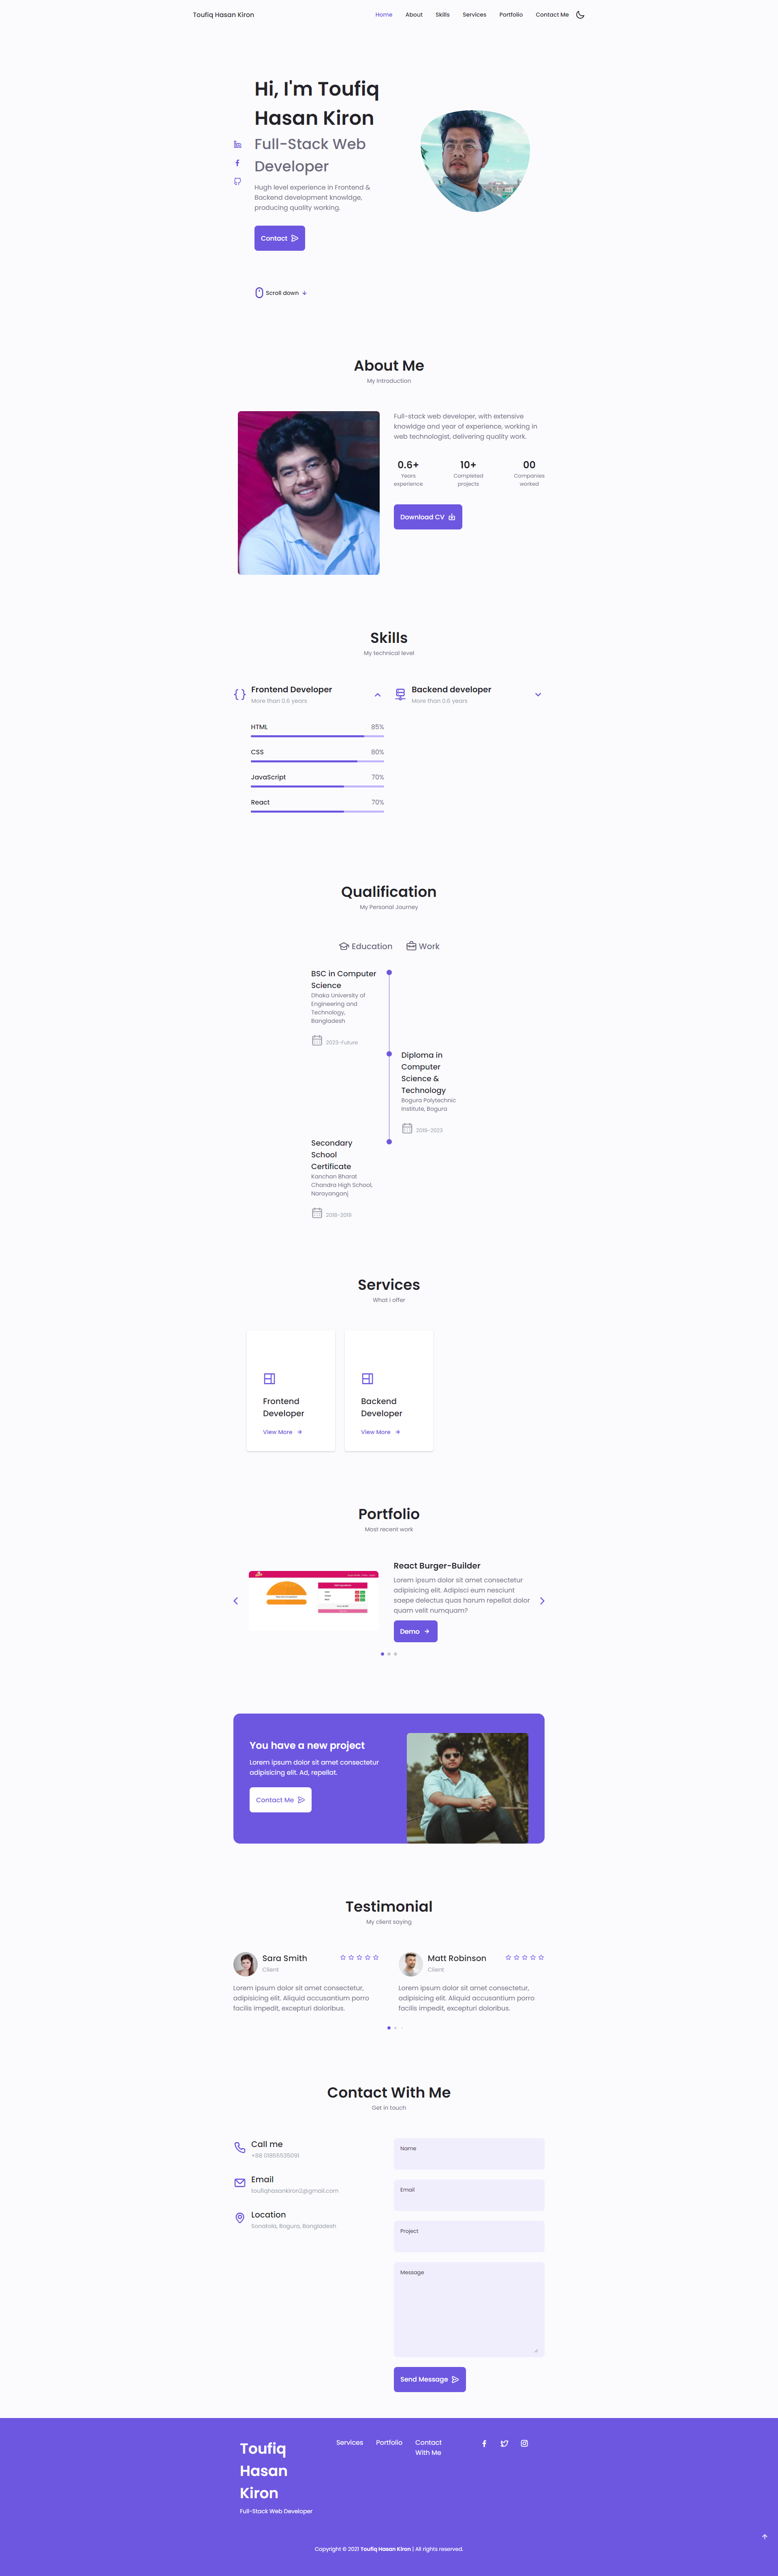 Toufiq Hasan Kiron
Home About Skills Services Portfolio Contact Me
Hi, I'm Toufiq
Hasan Kiron
Full-Stack Web
Developer
Hugh level experience in Frontend &
Backend development knowldge,
producing quality working.
Contact
Scroll down
About Me
My Introduction
Full-stack web developer, with extensive
knowldge and year of experience, working in
web technologist, delivering quality work.
0.6+ 10+ 00
Years Completed Companies
experience projects worked
Download CV
Skills
My technical level
Frontend Developer
More than 0.6 years
HTML 85%
CSS 80%
JavaScript 70%
React 70%
Backend developer
More than 0.6 years
Qualification
My Personal Journey
Education Work
BSC in Computer
Science
Dhaka University of
Engineering and
Technology,
Bangladesh
2023-Future
Diploma in
Computer
Science &
Technology
Bogura Polytechnic
Institute, Bogura
2019-2023
Secondary
School
Certificate
Kanchan Bharat
Chandra High School,
Narayanganj
Services
What i offer
Frontend
Developer
View More
Backend
Developer
View More
Portfolio
Most recent work
React Burger-Builder
Lorem ipsum dolor sit amet consectetur
adipisicing elit. Adipisci eum nesciunt
saepe delectus quas harum repellat dolor
quam velit numquam?
Demo
You have a new project
Lorem ipsum dolor sit amet consectetur
adipisicing elit. Ad, repellat.
Contact Me
Testimonial
My client saying
Sara Smith
Client
Lorem ipsum dolor sit amet consectetur,
adipisicing elit. Aliquid accusantium porro
facilis impedit, excepturi doloribus.
Matt Robinson
Client
Lorem ipsum dolor sit amet consectetur,
adipisicing elit. Aliquid accusantium porro
facilis impedit, excepturi doloribus.
Contact With Me
Get in touch
Call me
Email
toufiqhasankiron2@gmail.com
Location
Sonatola, Bogura, Bangladesh
Name
Email
Project
Message
Send Message
Toufiq
Hasan
Kiron
Full-Stack Web Developer
Services Portfolio Contact
With Me
Copyright © 2021 Toufiq Hasan Kiron | All rights reserved.